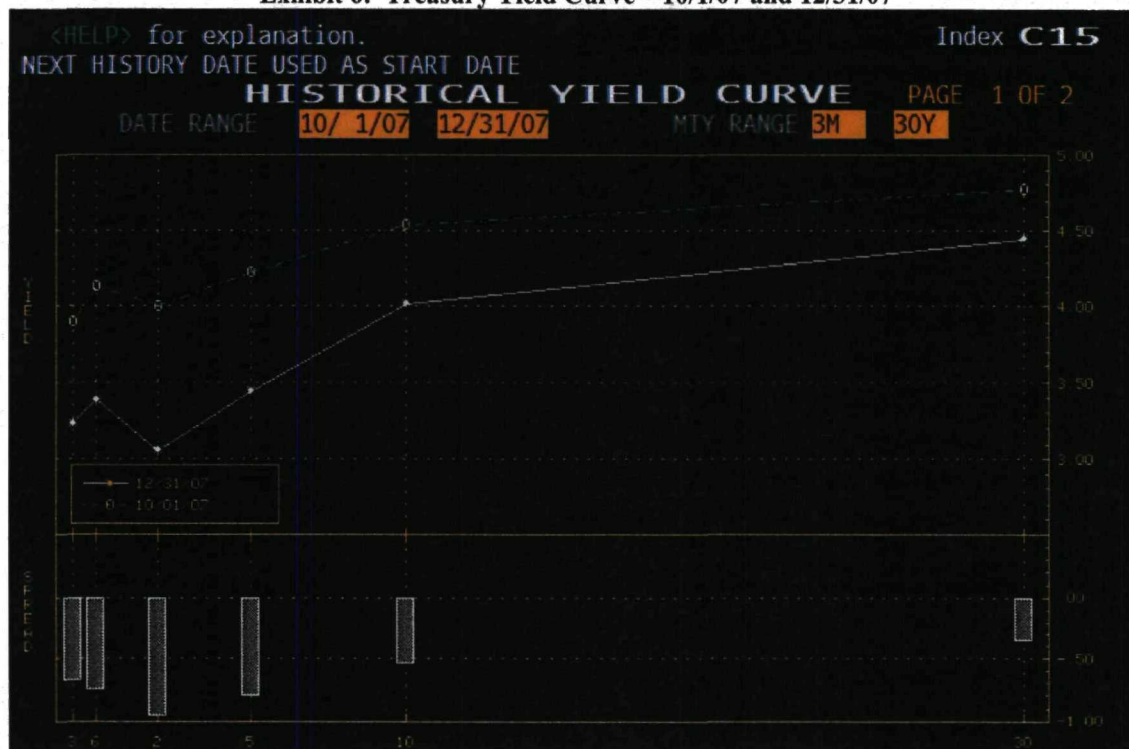 Exhibit 6: Treasury Yield Curve – 10/1/07 and 12/31/07
<HELP> for explanation.
Index C15
NEXT HISTORY DATE USED AS START DATE
HISTORICAL YIELD CURVE PAGE 1 OF 2
DATE RANGE 10/ 1/07 12/31/07 MTY RANGE 3M 30Y
5.00
4.50
4.00
3.50
3.00
YIELD
12/31/07
0 - 10/01/07
SPREAD
.00
-.50
-1.00
3 6 2 5 10 30